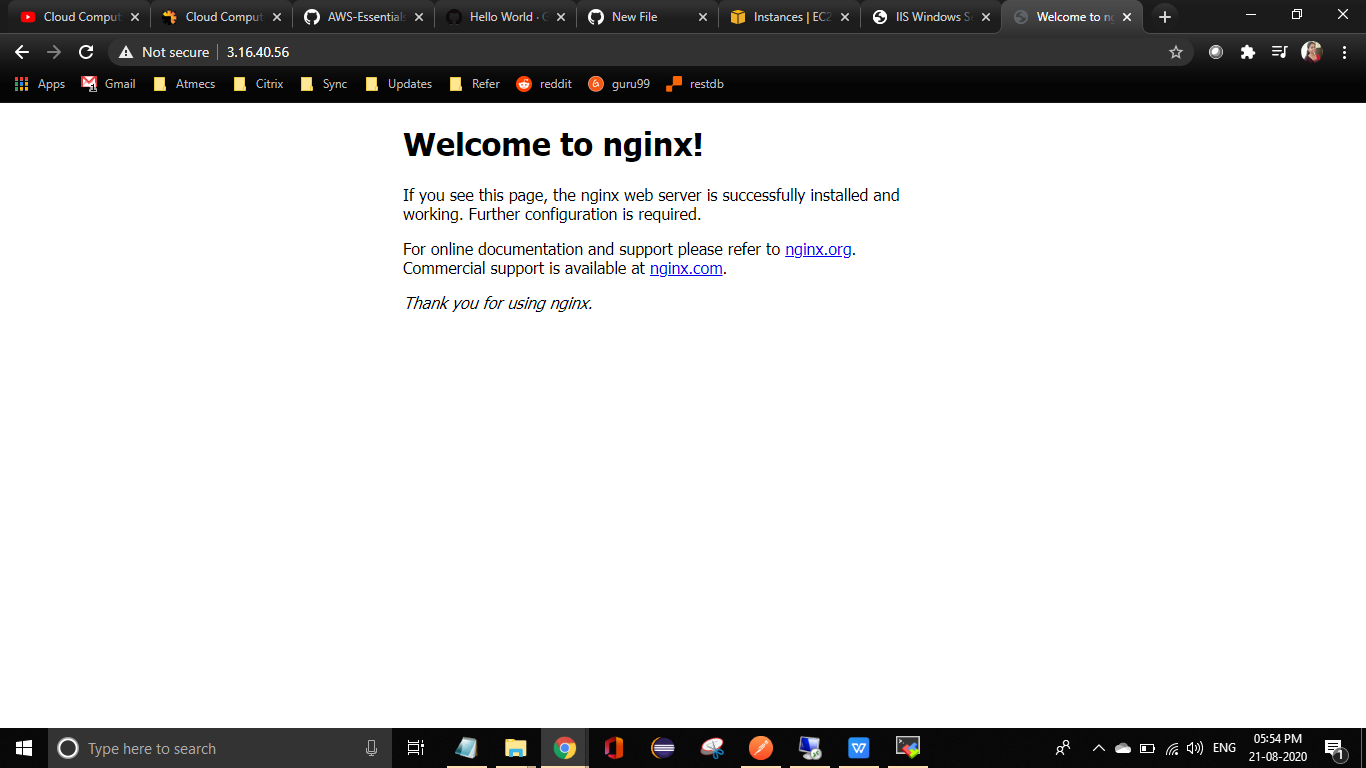 Cloud Comput
Cloud Comput
AWS-Essentials
Hello World · G
New File
Instances | EC2
IIS Windows Se
Welcome to ng
Not secure | 3.16.40.56
Apps
Gmail
Atmecs
Citrix
Sync
Updates
Refer
reddit
guru99
restdb
Welcome to nginx!
If you see this page, the nginx web server is successfully installed and
working. Further configuration is required.
For online documentation and support please refer to nginx.org.
Commercial support is available at nginx.com.
Thank you for using nginx.
Type here to search
ENG
05:54 PM
21-08-2020
1